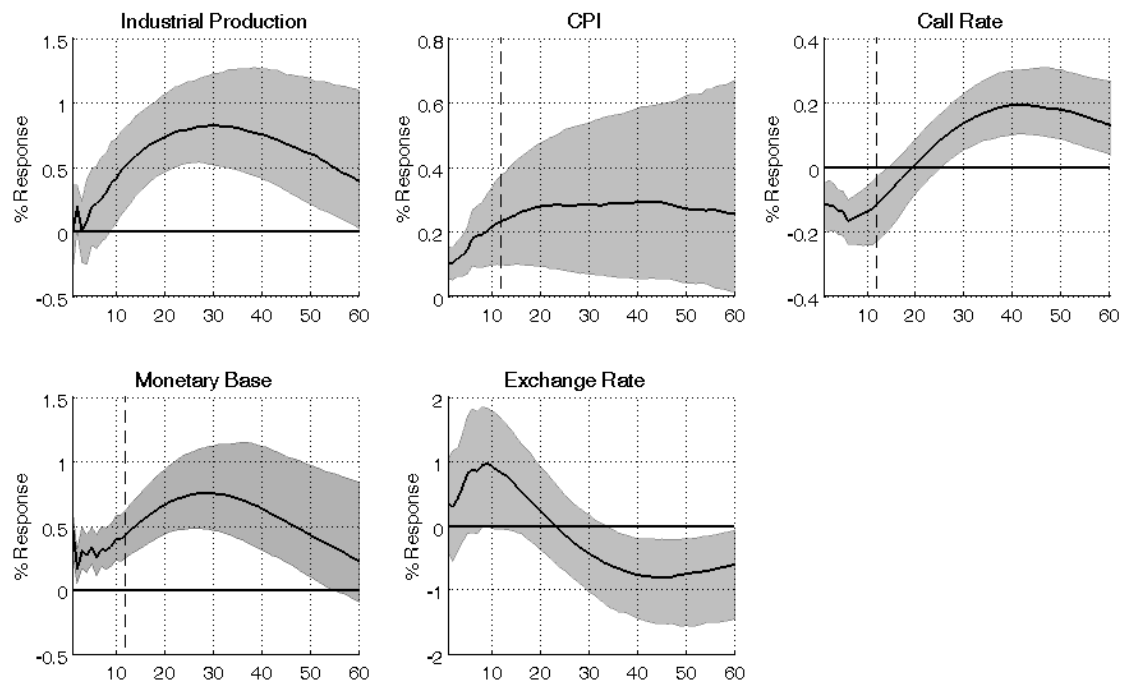 Industrial Production
% Response
1.5
1
0.5
0
-0.5
10 20 30 40 50 60
CPI
% Response
0.8
0.6
0.4
0.2
0
10 20 30 40 50 60
Call Rate
% Response
0.4
0.2
0
-0.2
-0.4
10 20 30 40 50 60
Monetary Base
% Response
1.5
1
0.5
0
-0.5
10 20 30 40 50 60
Exchange Rate
% Response
2
1
0
-1
-2
10 20 30 40 50 60